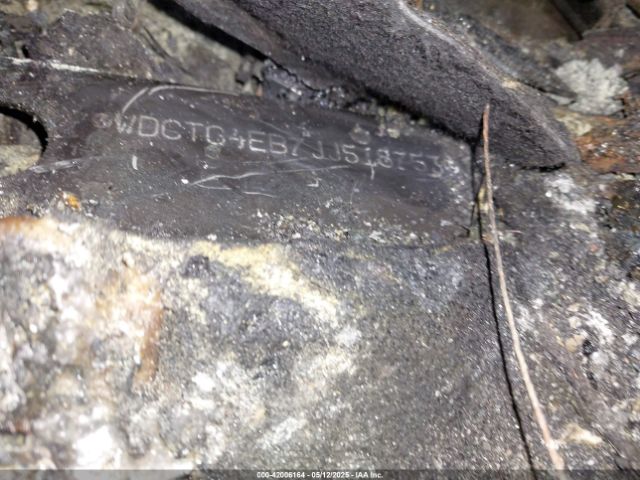 *WDCTG4EB7JJ518753*
000-42006164 - 05/12/2025 - IAA Inc.